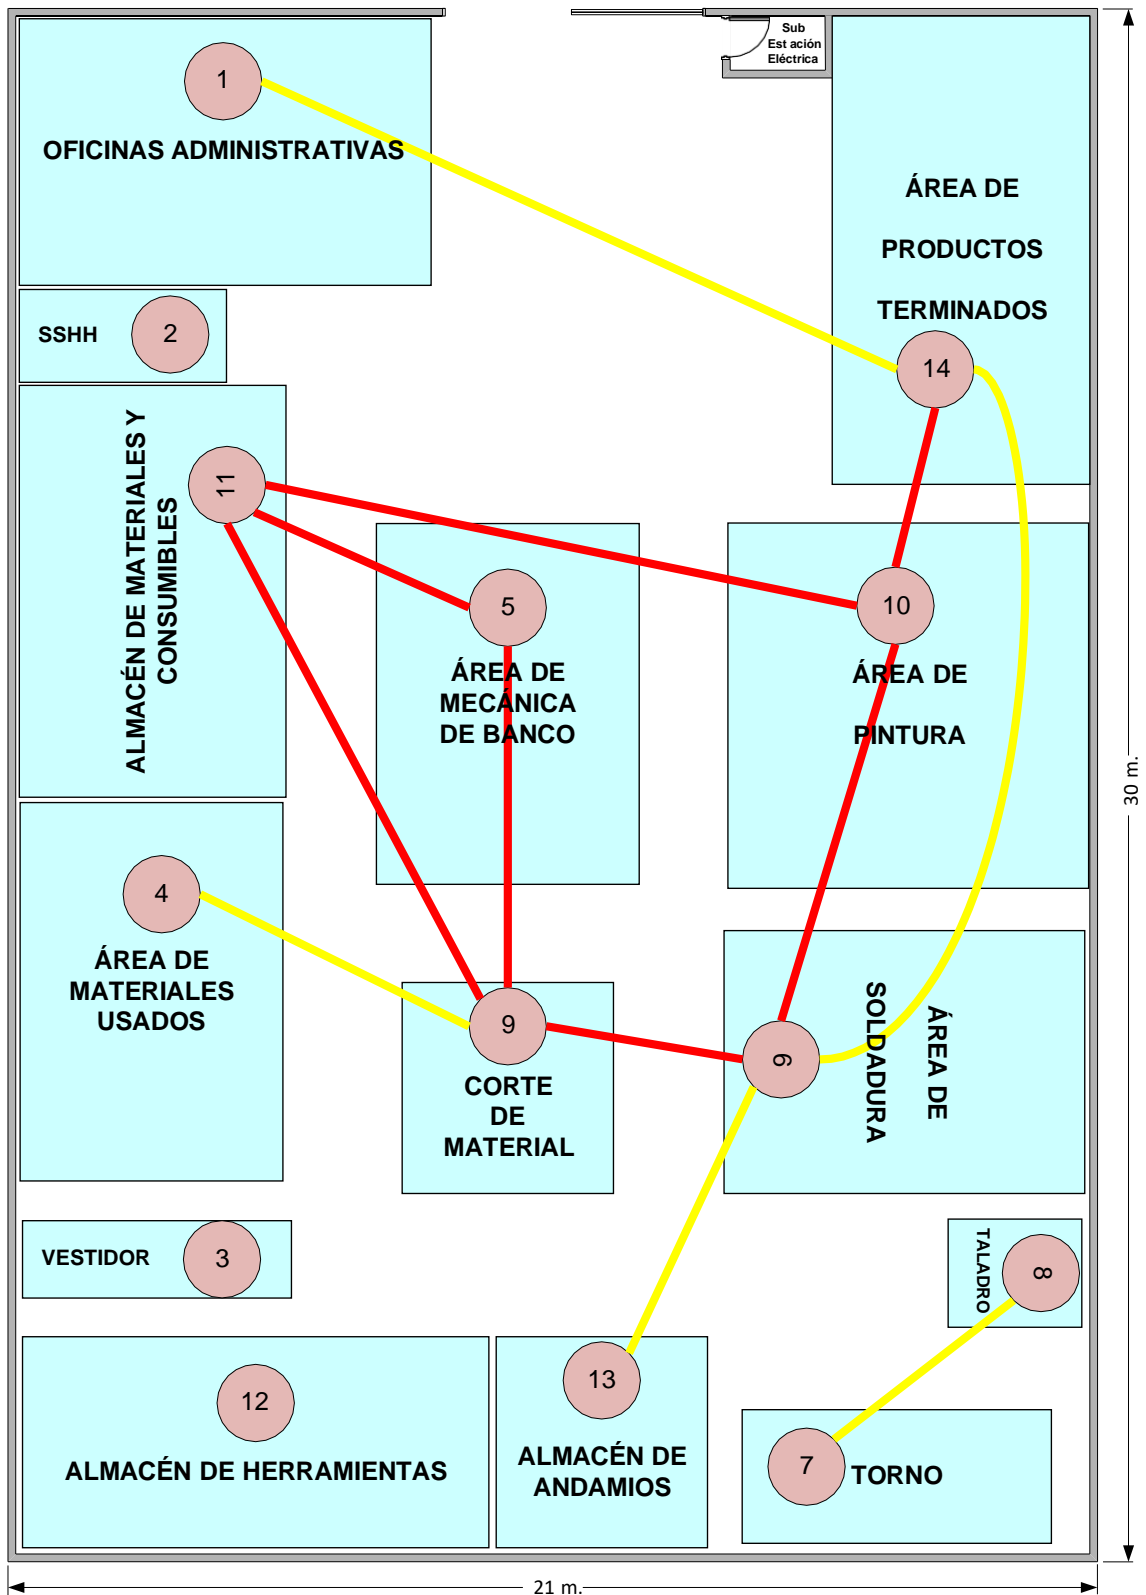 Sub
Est ación
Eléctrica
1
OFICINAS ADMINISTRATIVAS
ÁREA DE
PRODUCTOS
TERMINADOS
14
SSHH
2
ALMACÉN DE MATERIALES Y
CONSUMIBLES
11
5
ÁREA DE
MECÁNICA
DE BANCO
10
ÁREA DE
PINTURA
30 m.
4
ÁREA DE
MATERIALES
USADOS
9
CORTE
DE
MATERIAL
6
ÁREA DE
SOLDADURA
VESTIDOR
3
TALADRO
8
12
ALMACÉN DE HERRAMIENTAS
13
ALMACÉN DE
ANDAMIOS
7
TORNO
21 m.